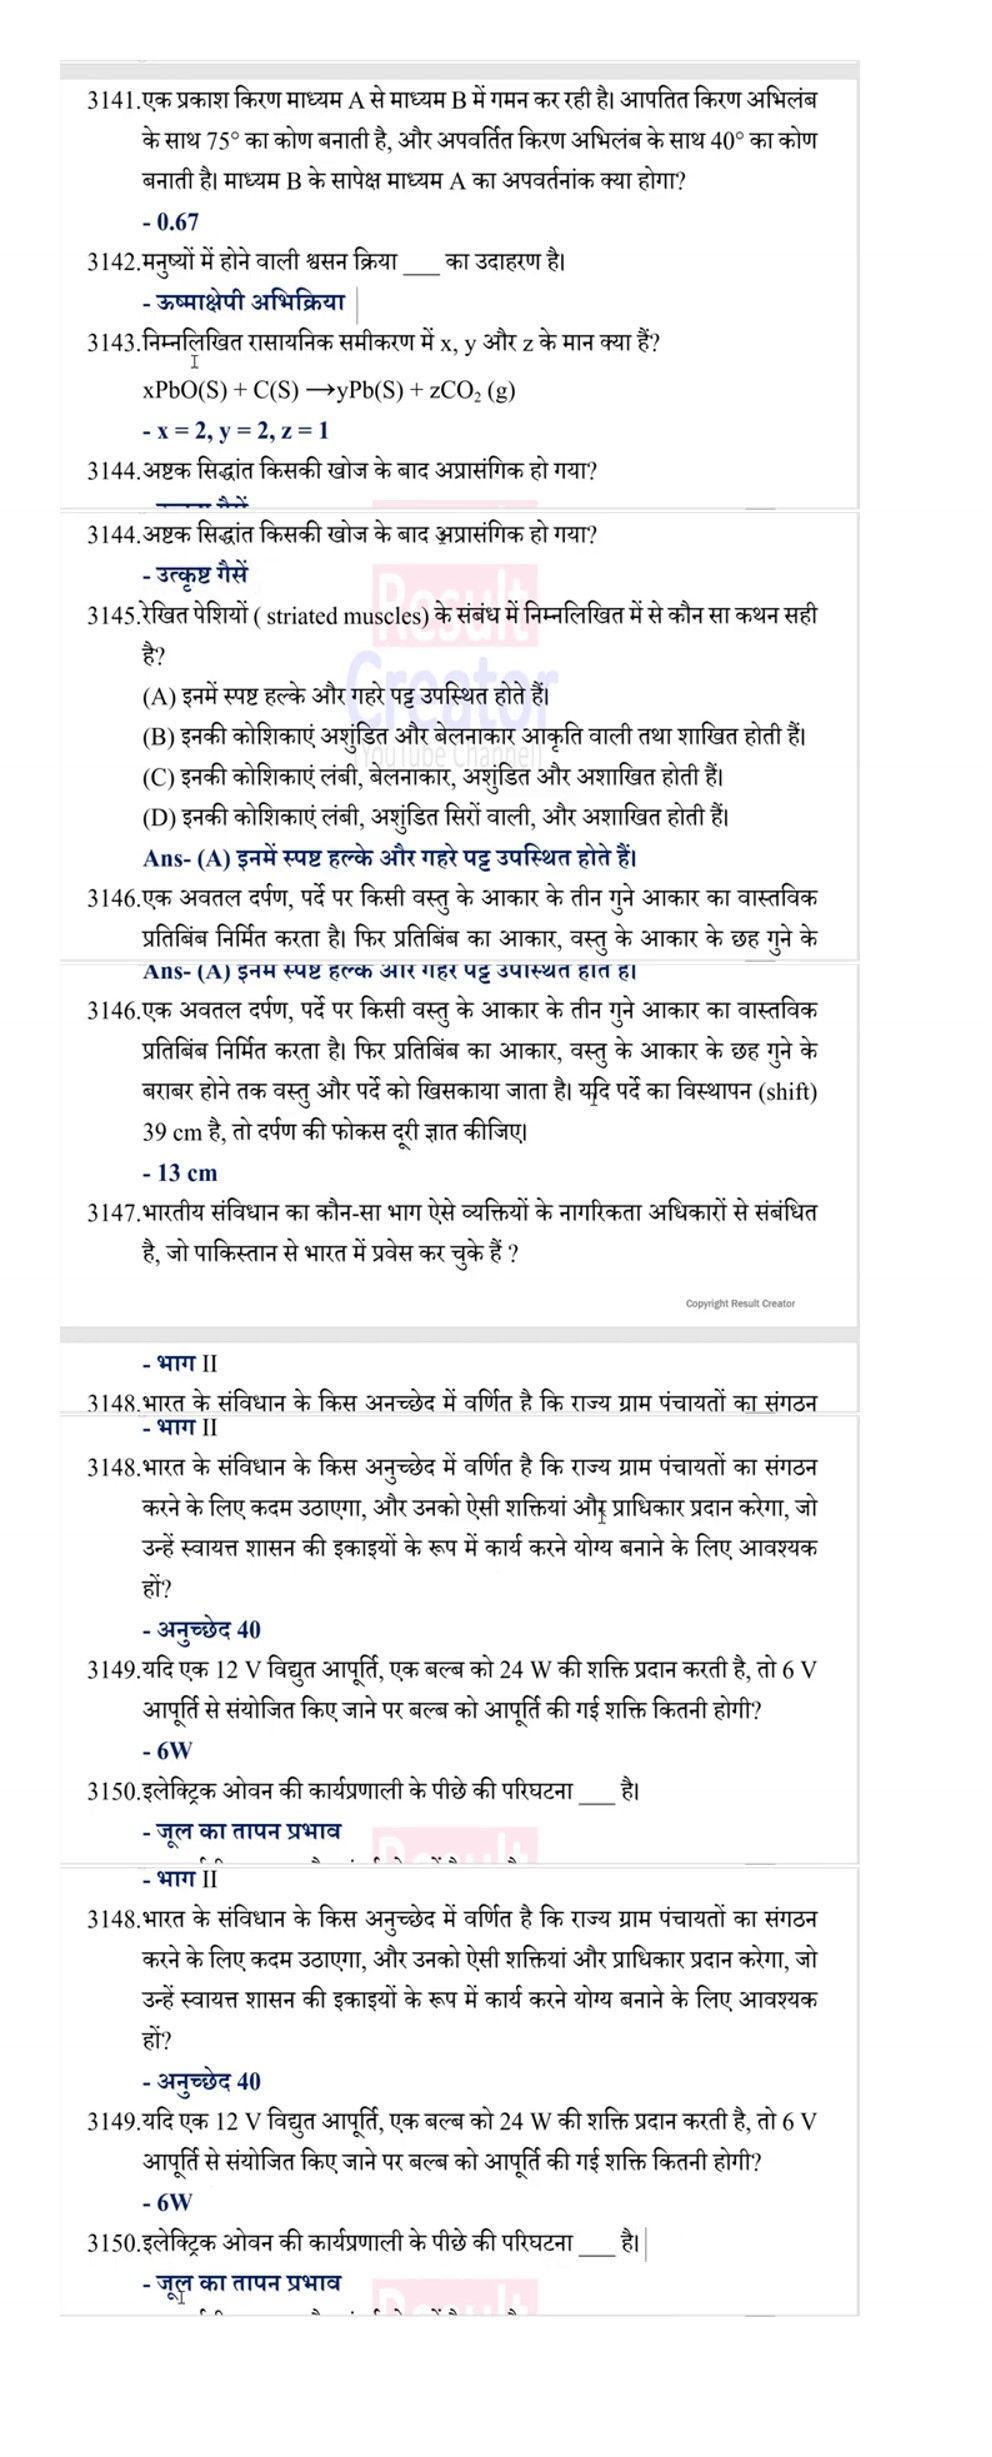 3141.एक प्रकाश किरण माध्यम A से माध्यम B में गमन कर रही है। आपतित किरण अभिलंब
के साथ 75° का कोण बनाती है, और अपवर्तित किरण अभिलंब के साथ 40° का कोण
बनाती है। माध्यम B के सापेक्ष माध्यम A का अपवर्तनांक क्या होगा?
- 0.67
3142.मनुष्यों में होने वाली श्वसन क्रिया ___ का उदाहरण है।
- ऊष्माक्षेपी अभिक्रिया
3143.निम्नलिखित रासायनिक समीकरण में x, y और z के मान क्या हैं?
xPbO(S) + C(S) →yPb(S) + zCO₂ (g)
- x = 2, y = 2, z = 1
3144.अष्टक सिद्धांत किसकी खोज के बाद अप्रासंगिक हो गया?
3144.अष्टक सिद्धांत किसकी खोज के बाद अप्रासंगिक हो गया?
- उत्कृष्ट गैसें
Result
3145.रेखित पेशियों ( striated muscles) के संबंध में निम्नलिखित में से कौन सा कथन सही
है?
Creator
(A) इनमें स्पष्ट हल्के और गहरे पट्ट उपस्थित होते हैं।
(B) इनकी कोशिकाएं अशुंडित और बेलनाकार आकृति वाली तथा शाखित होती हैं।
(YouTube Channel)
(C) इनकी कोशिकाएं लंबी, बेलनाकार, अशुंडित और अशाखित होती हैं।
(D) इनकी कोशिकाएं लंबी, अशुंडित सिरों वाली, और अशाखित होती हैं।
Ans- (A) इनमें स्पष्ट हल्के और गहरे पट्ट उपस्थित होते हैं।
3146.एक अवतल दर्पण, पर्दे पर किसी वस्तु के आकार के तीन गुने आकार का वास्तविक
प्रतिबिंब निर्मित करता है। फिर प्रतिबिंब का आकार, वस्तु के आकार के छह गुने के
Ans- (A) इनमें स्पष्ट हल्के और गहरे पट्ट उपस्थित होते हैं।
3146.एक अवतल दर्पण, पर्दे पर किसी वस्तु के आकार के तीन गुने आकार का वास्तविक
प्रतिबिंब निर्मित करता है। फिर प्रतिबिंब का आकार, वस्तु के आकार के छह गुने के
बराबर होने तक वस्तु और पर्दे को खिसकाया जाता है। यदि पर्दे का विस्थापन (shift)
39 cm है, तो दर्पण की फोकस दूरी ज्ञात कीजिए।
- 13 cm
3147.भारतीय संविधान का कौन-सा भाग ऐसे व्यक्तियों के नागरिकता अधिकारों से संबंधित
है, जो पाकिस्तान से भारत में प्रवेस कर चुके हैं ?
Copyright Result Creator
- भाग II
3148.भारत के संविधान के किस अनुच्छेद में वर्णित है कि राज्य ग्राम पंचायतों का संगठन
- भाग II
3148.भारत के संविधान के किस अनुच्छेद में वर्णित है कि राज्य ग्राम पंचायतों का संगठन
करने के लिए कदम उठाएगा, और उनको ऐसी शक्तियां और प्राधिकार प्रदान करेगा, जो
उन्हें स्वायत्त शासन की इकाइयों के रूप में कार्य करने योग्य बनाने के लिए आवश्यक
हों?
- अनुच्छेद 40
3149.यदि एक 12 V विद्युत आपूर्ति, एक बल्ब को 24 W की शक्ति प्रदान करती है, तो 6 V
आपूर्ति से संयोजित किए जाने पर बल्ब को आपूर्ति की गई शक्ति कितनी होगी?
- 6W
3150.इलेक्ट्रिक ओवन की कार्यप्रणाली के पीछे की परिघटना ___ है।
- जूल का तापन प्रभाव
- भाग II
3148.भारत के संविधान के किस अनुच्छेद में वर्णित है कि राज्य ग्राम पंचायतों का संगठन
करने के लिए कदम उठाएगा, और उनको ऐसी शक्तियां और प्राधिकार प्रदान करेगा, जो
उन्हें स्वायत्त शासन की इकाइयों के रूप में कार्य करने योग्य बनाने के लिए आवश्यक
हों?
- अनुच्छेद 40
3149.यदि एक 12 V विद्युत आपूर्ति, एक बल्ब को 24 W की शक्ति प्रदान करती है, तो 6 V
आपूर्ति से संयोजित किए जाने पर बल्ब को आपूर्ति की गई शक्ति कितनी होगी?
- 6W
3150.इलेक्ट्रिक ओवन की कार्यप्रणाली के पीछे की परिघटना ___ है।
- जूल का तापन प्रभाव